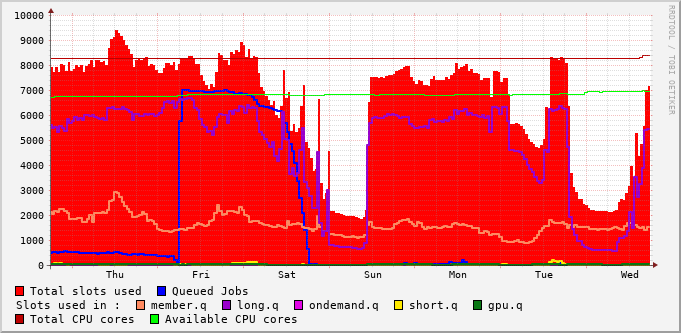 10000
9000
8000
7000
6000
5000
4000
3000
2000
1000
0
Thu Fri Sat Sun Mon Tue Wed
RRDTOOL / TOBI OETIKER
Total slots used Queued Jobs
Slots used in : member.q long.q ondemand.q short.q gpu.q
Total CPU cores Available CPU cores